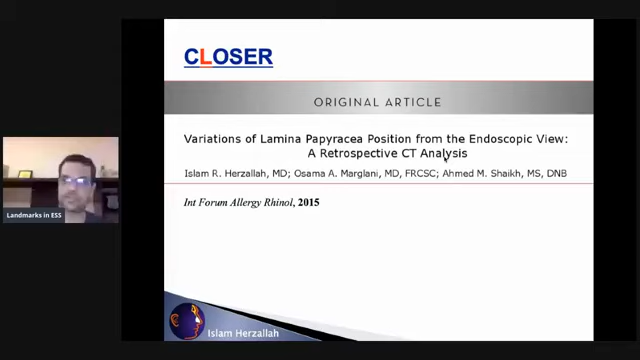 CLOSER
ORIGINAL ARTICLE
Variations of Lamina Papyracea Position from the Endoscopic View:
A Retrospective CT Analysis
Islam R. Herzallah, MD; Osama A. Marglani, MD, FRCSC; Ahmed M. Shaikh, MS, DNB
Int Forum Allergy Rhinol, 2015
Landmarks in ESS
Islam Herzallah